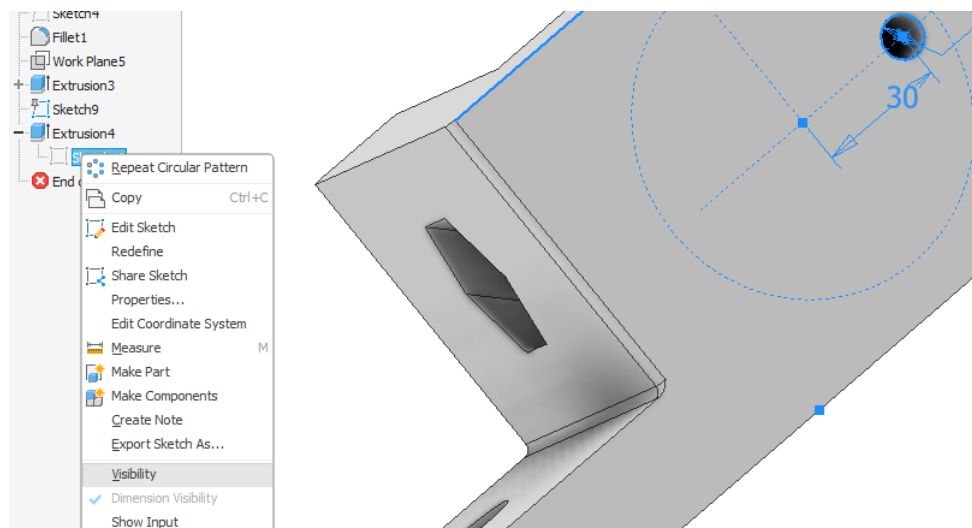 Sketch4
Fillet1
Work Plane5
Extrusion3
Sketch9
Extrusion4
End
Repeat Circular Pattern
Copy Ctrl+C
Edit Sketch
Redefine
Share Sketch
Properties...
Edit Coordinate System
Measure M
Make Part
Make Components
Create Note
Export Sketch As...
Visibility
Dimension Visibility
Show Input
30